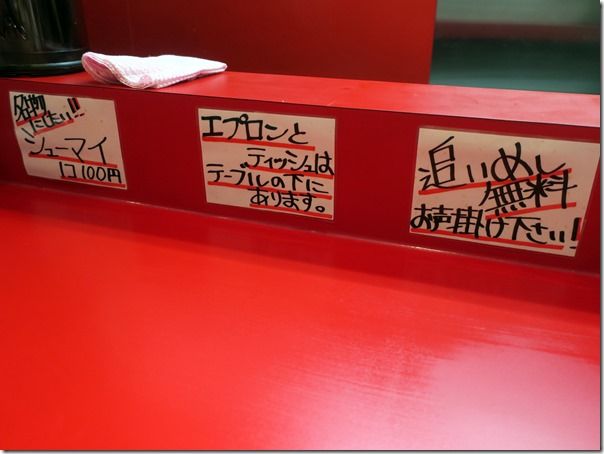 名物
にしたい!!
シューマイ
1コ100円
エプロンと
ティッシュは
テーブルの下に
あります。
追いめし
無料
お声掛け下さい!